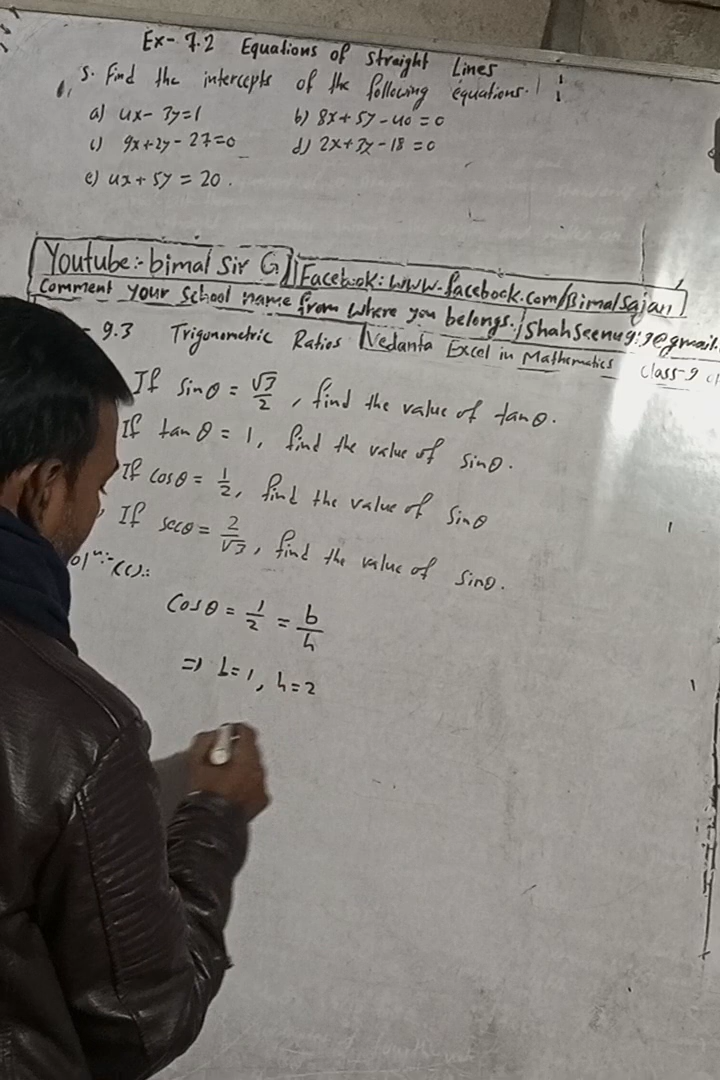 Ex- 7.2 Equations of straight Lines
5. Find the intercepts of the following equations.
a) 4x - 3y=1 b) 8x + 5y - 40 = 0
c) 9x+2y - 27=0 d) 2x+3y - 18 = 0
e) 4x + 5y = 20.
Youtube:- bimal Sir G
Facebook: www.facebook.com/BimalSajan
Comment your School name from where you belongs.
9.3 Trigonometric Ratios Vedanta Excel in Mathematics Class-9
If sinθ = √3/2, find the value of tanθ.
If tan θ = 1, find the value of sinθ.
If cosθ = 1/2, find the value of sinθ
If secθ = 2/√3, find the value of sinθ.
olⁿ:- (c):
Cosθ = 1/2 = b/h
=> b=1, h=2